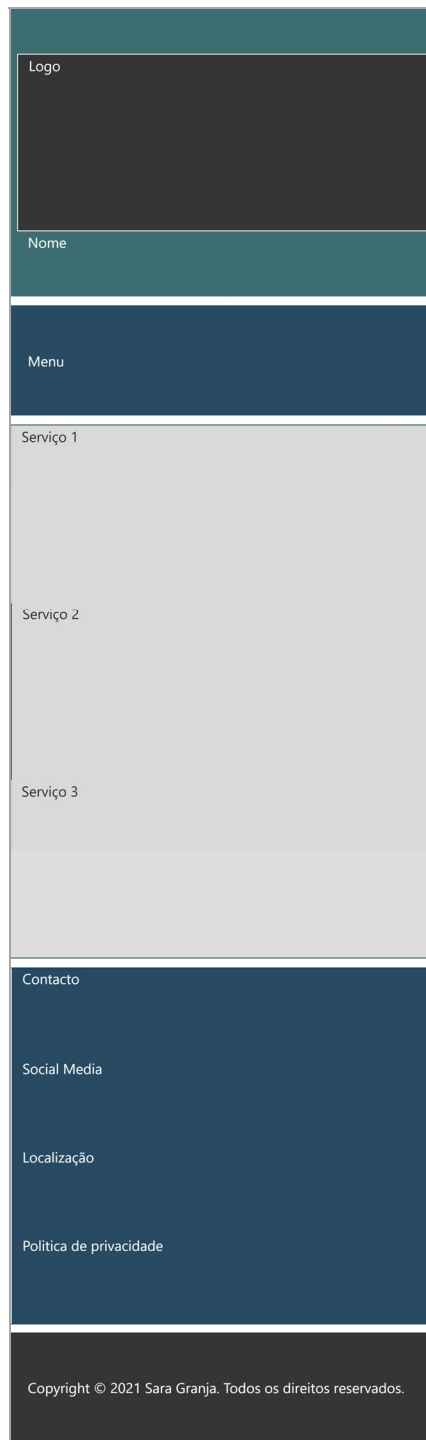 Logo
Nome
Menu
Serviço 1
Serviço 2
Serviço 3
Contacto
Social Media
Localização
Politica de privacidade
Copyright © 2021 Sara Granja. Todos os direitos reservados.